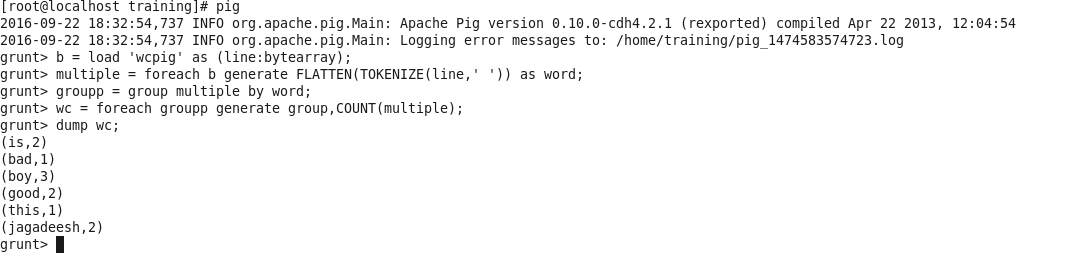 [root@localhost training]# pig
2016-09-22 18:32:54,737 INFO org.apache.pig.Main: Apache Pig version 0.10.0-cdh4.2.1 (rexported) compiled Apr 22 2013, 12:04:54
2016-09-22 18:32:54,737 INFO org.apache.pig.Main: Logging error messages to: /home/training/pig_1474583574723.log
grunt> b = load 'wcpig' as (line:bytearray);
grunt> multiple = foreach b generate FLATTEN(TOKENIZE(line,' ')) as word;
grunt> groupp = group multiple by word;
grunt> wc = foreach groupp generate group,COUNT(multiple);
grunt> dump wc;
(is,2)
(bad,1)
(boy,3)
(good,2)
(this,1)
(jagadeesh,2)
grunt>